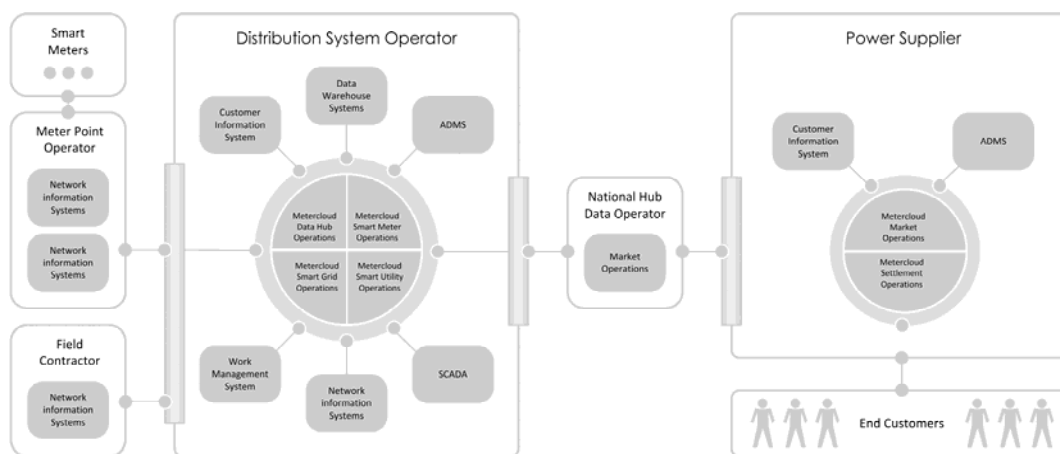 Smart
Meters
Meter Point
Operator
Network
information
Systems
Network
information
Systems
Field
Contractor
Network
information
Systems
Distribution System Operator
Data
Warehouse
Systems
Customer
Information
System
ADMS
Metercloud
Data Hub
Operations
Metercloud
Smart Meter
Operations
Metercloud
Smart Grid
Operations
Metercloud
Smart Utility
Operations
Work
Management
System
Network
information
Systems
SCADA
National Hub
Data Operator
Market
Operations
Power Supplier
Customer
Information
System
ADMS
Metercloud
Market
Operations
Metercloud
Settlement
Operations
End Customers